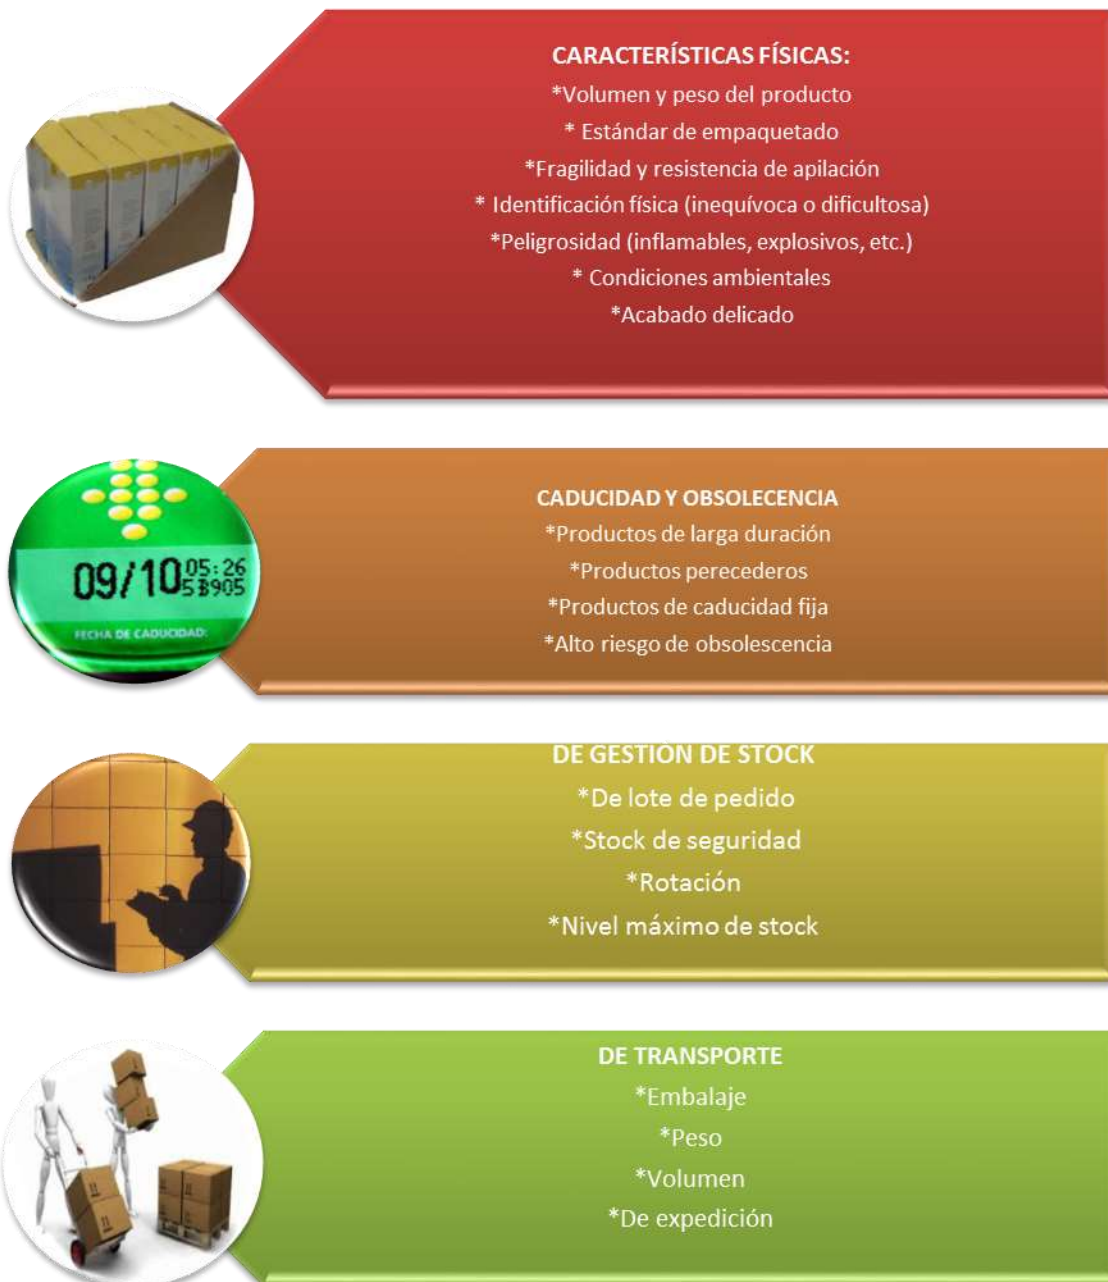 CARACTERÍSTICAS FÍSICAS:
*Volumen y peso del producto
* Estándar de empaquetado
*Fragilidad y resistencia de apilación
* Identificación física (inequívoca o dificultosa)
*Peligrosidad (inflamables, explosivos, etc.)
* Condiciones ambientales
*Acabado delicado
09/10 05:26
53905
FECHA DE CADUCIDAD:
CADUCIDAD Y OBSOLECENCIA
*Productos de larga duración
*Productos perecederos
*Productos de caducidad fija
*Alto riesgo de obsolescencia
DE GESTIÓN DE STOCK
*De lote de pedido
*Stock de seguridad
*Rotación
*Nivel máximo de stock
DE TRANSPORTE
*Embalaje
*Peso
*Volumen
*De expedición